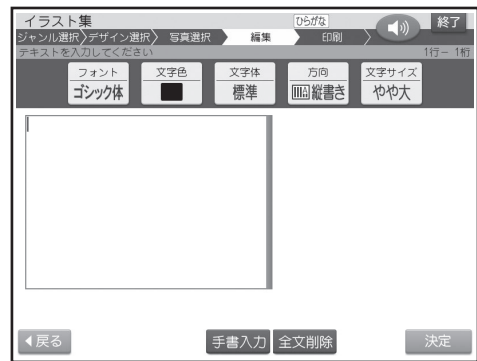 イラスト集 ひらがな 終了
ジャンル選択 デザイン選択 写真選択 編集 印刷
テキストを入力してください 1行- 1桁
フォント 文字色 文字体 方向 文字サイズ
ゴシック体 標準 縦書き やや大
戻る 手書入力 全文削除 決定